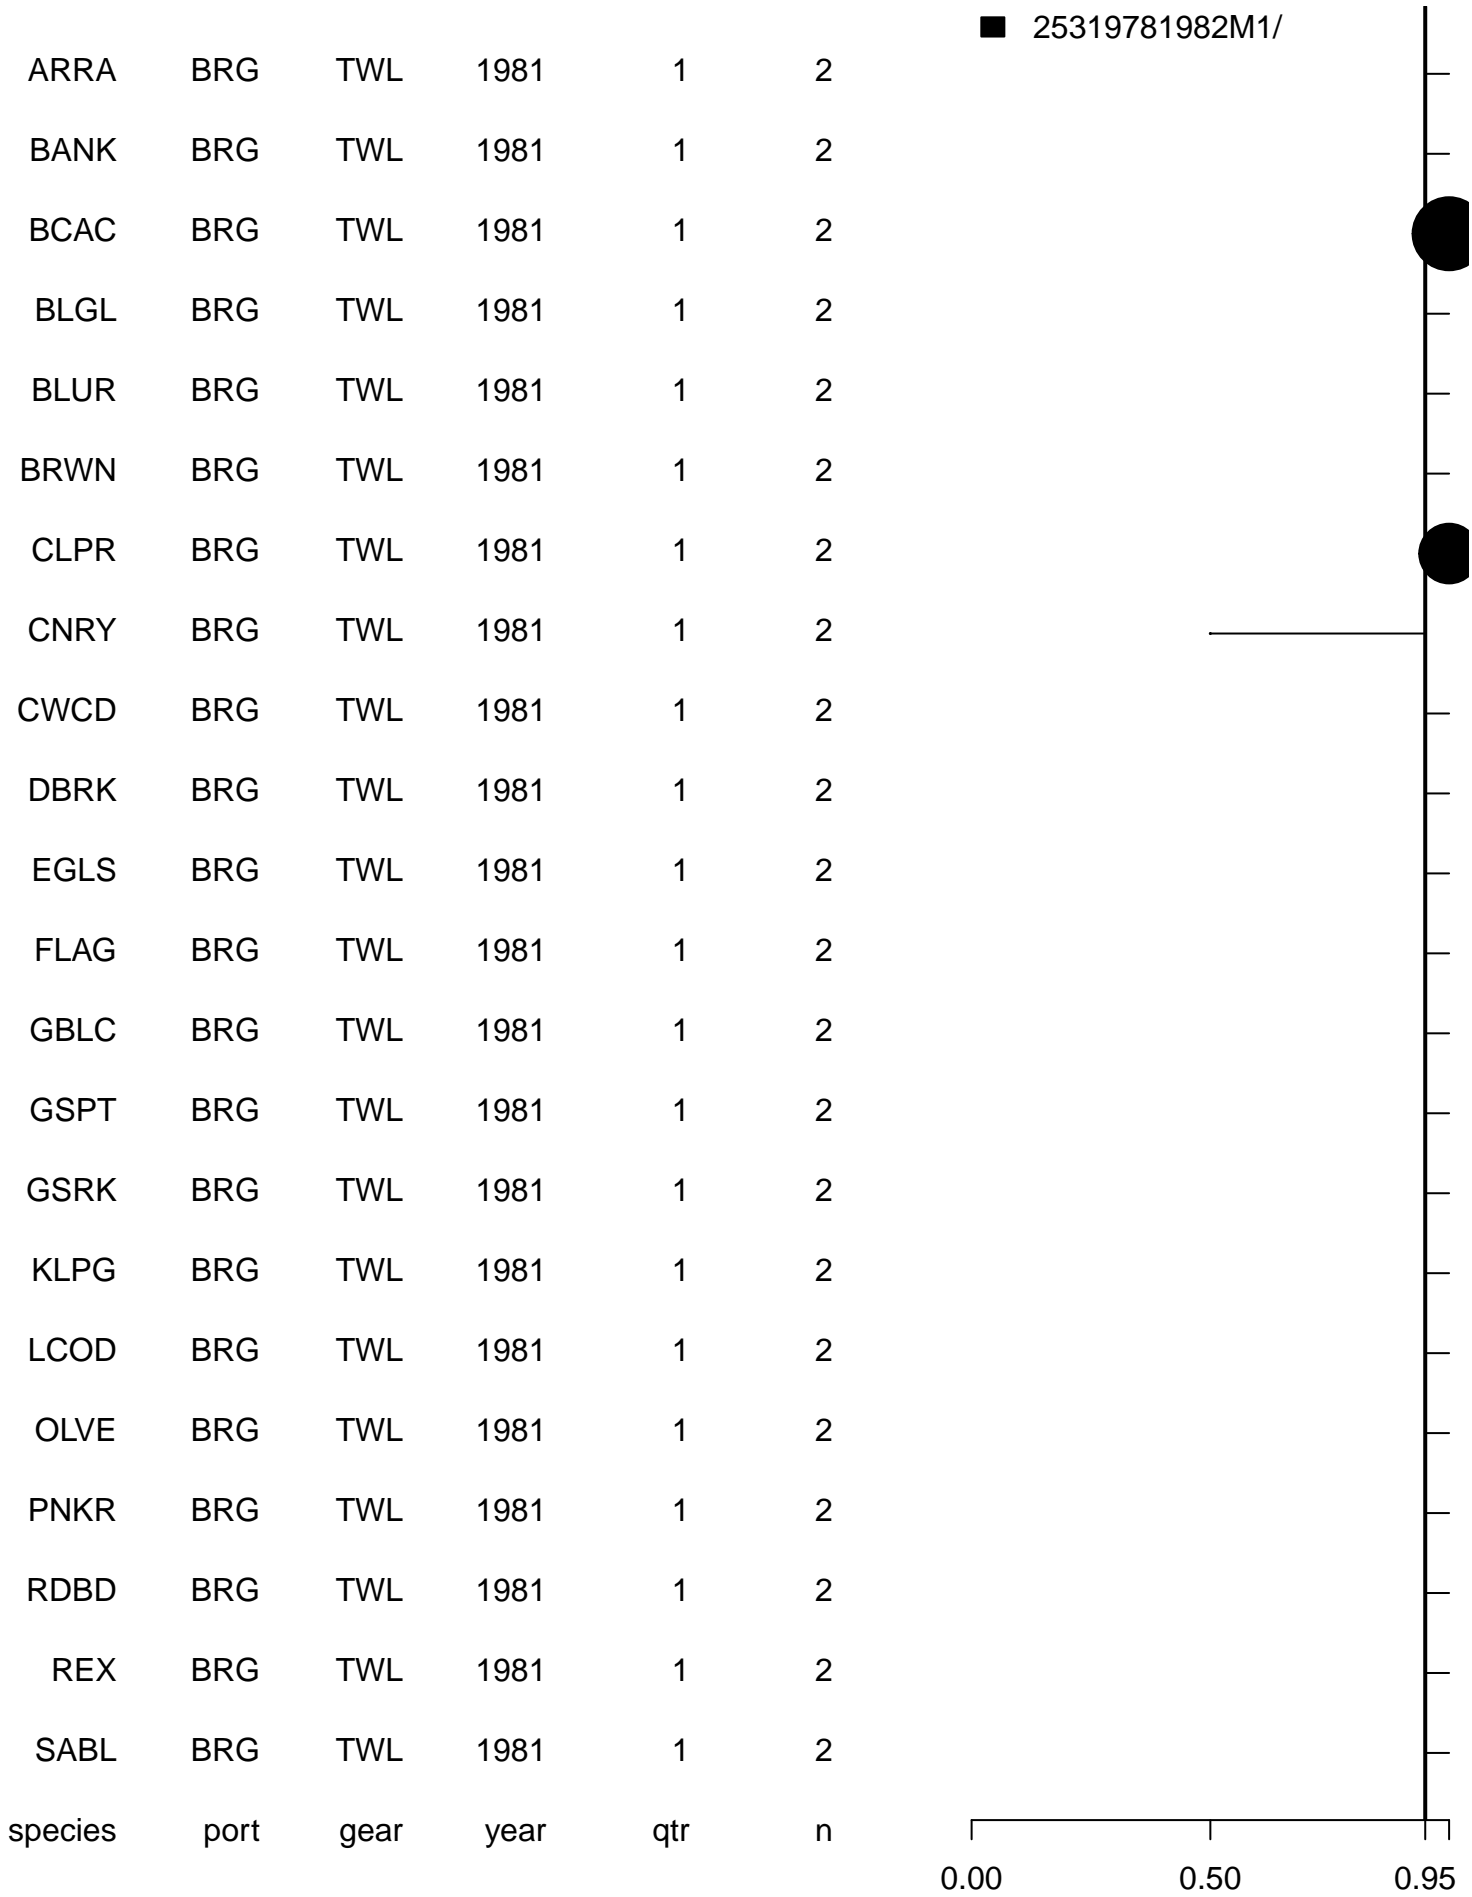 25319781982M1/
ARRA BRG TWL 1981 1 2
BANK BRG TWL 1981 1 2
BCAC BRG TWL 1981 1 2
BLGL BRG TWL 1981 1 2
BLUR BRG TWL 1981 1 2
BRWN BRG TWL 1981 1 2
CLPR BRG TWL 1981 1 2
CNRY BRG TWL 1981 1 2
CWCD BRG TWL 1981 1 2
DBRK BRG TWL 1981 1 2
EGLS BRG TWL 1981 1 2
FLAG BRG TWL 1981 1 2
GBLC BRG TWL 1981 1 2
GSPT BRG TWL 1981 1 2
GSRK BRG TWL 1981 1 2
KLPG BRG TWL 1981 1 2
LCOD BRG TWL 1981 1 2
OLVE BRG TWL 1981 1 2
PNKR BRG TWL 1981 1 2
RDBD BRG TWL 1981 1 2
REX BRG TWL 1981 1 2
SABL BRG TWL 1981 1 2
species port gear year qtr n
0.00 0.50 0.95